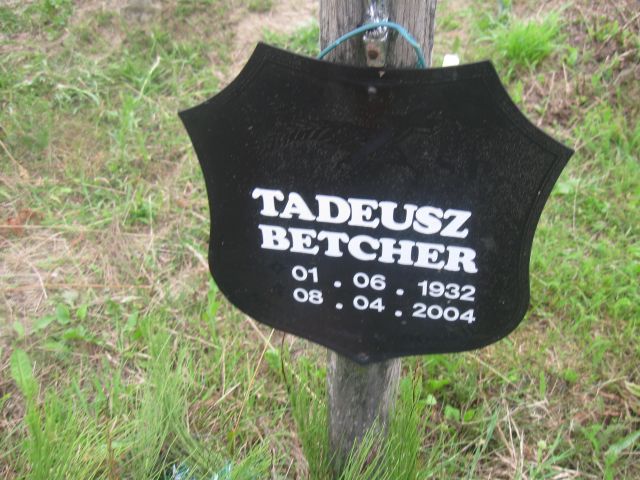 TADEUSZ
BETCHER
01 . 06 . 1932
08 . 04 . 2004